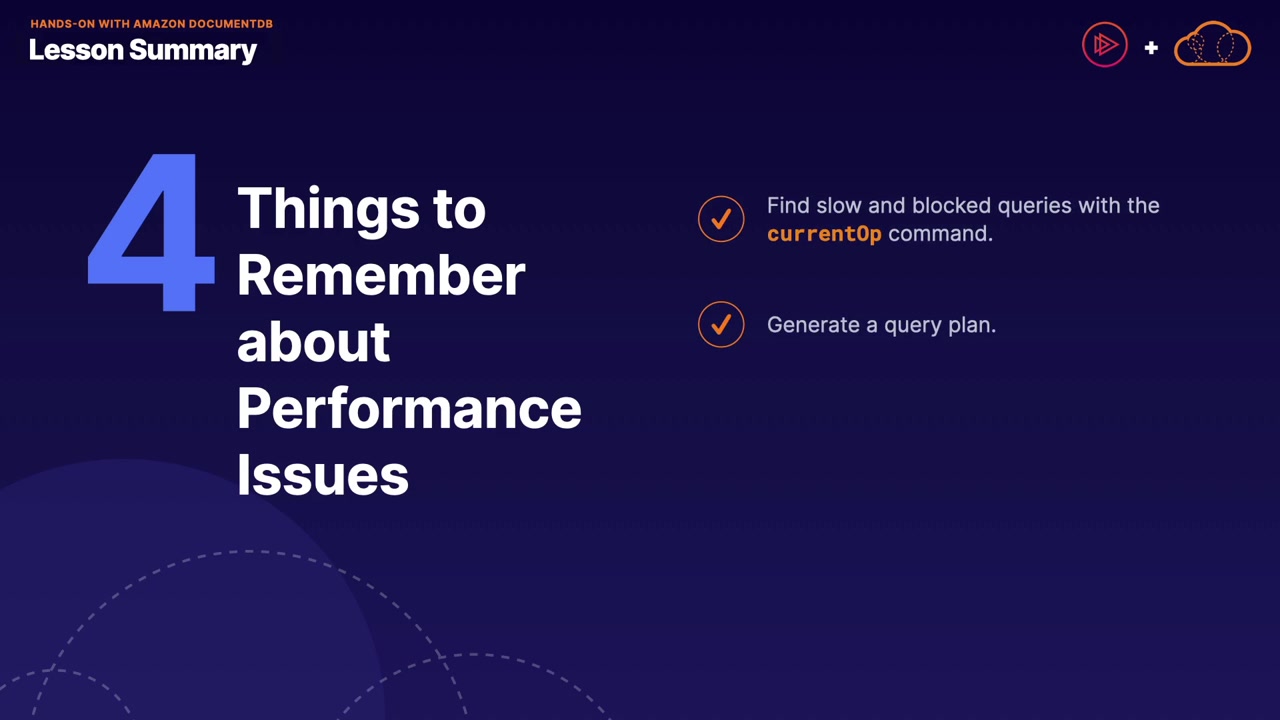 HANDS-ON WITH AMAZON DOCUMENTDB
Lesson Summary
+
4
Things to
Remember
about
Performance
Issues
Find slow and blocked queries with the
currentOp command.
Generate a query plan.